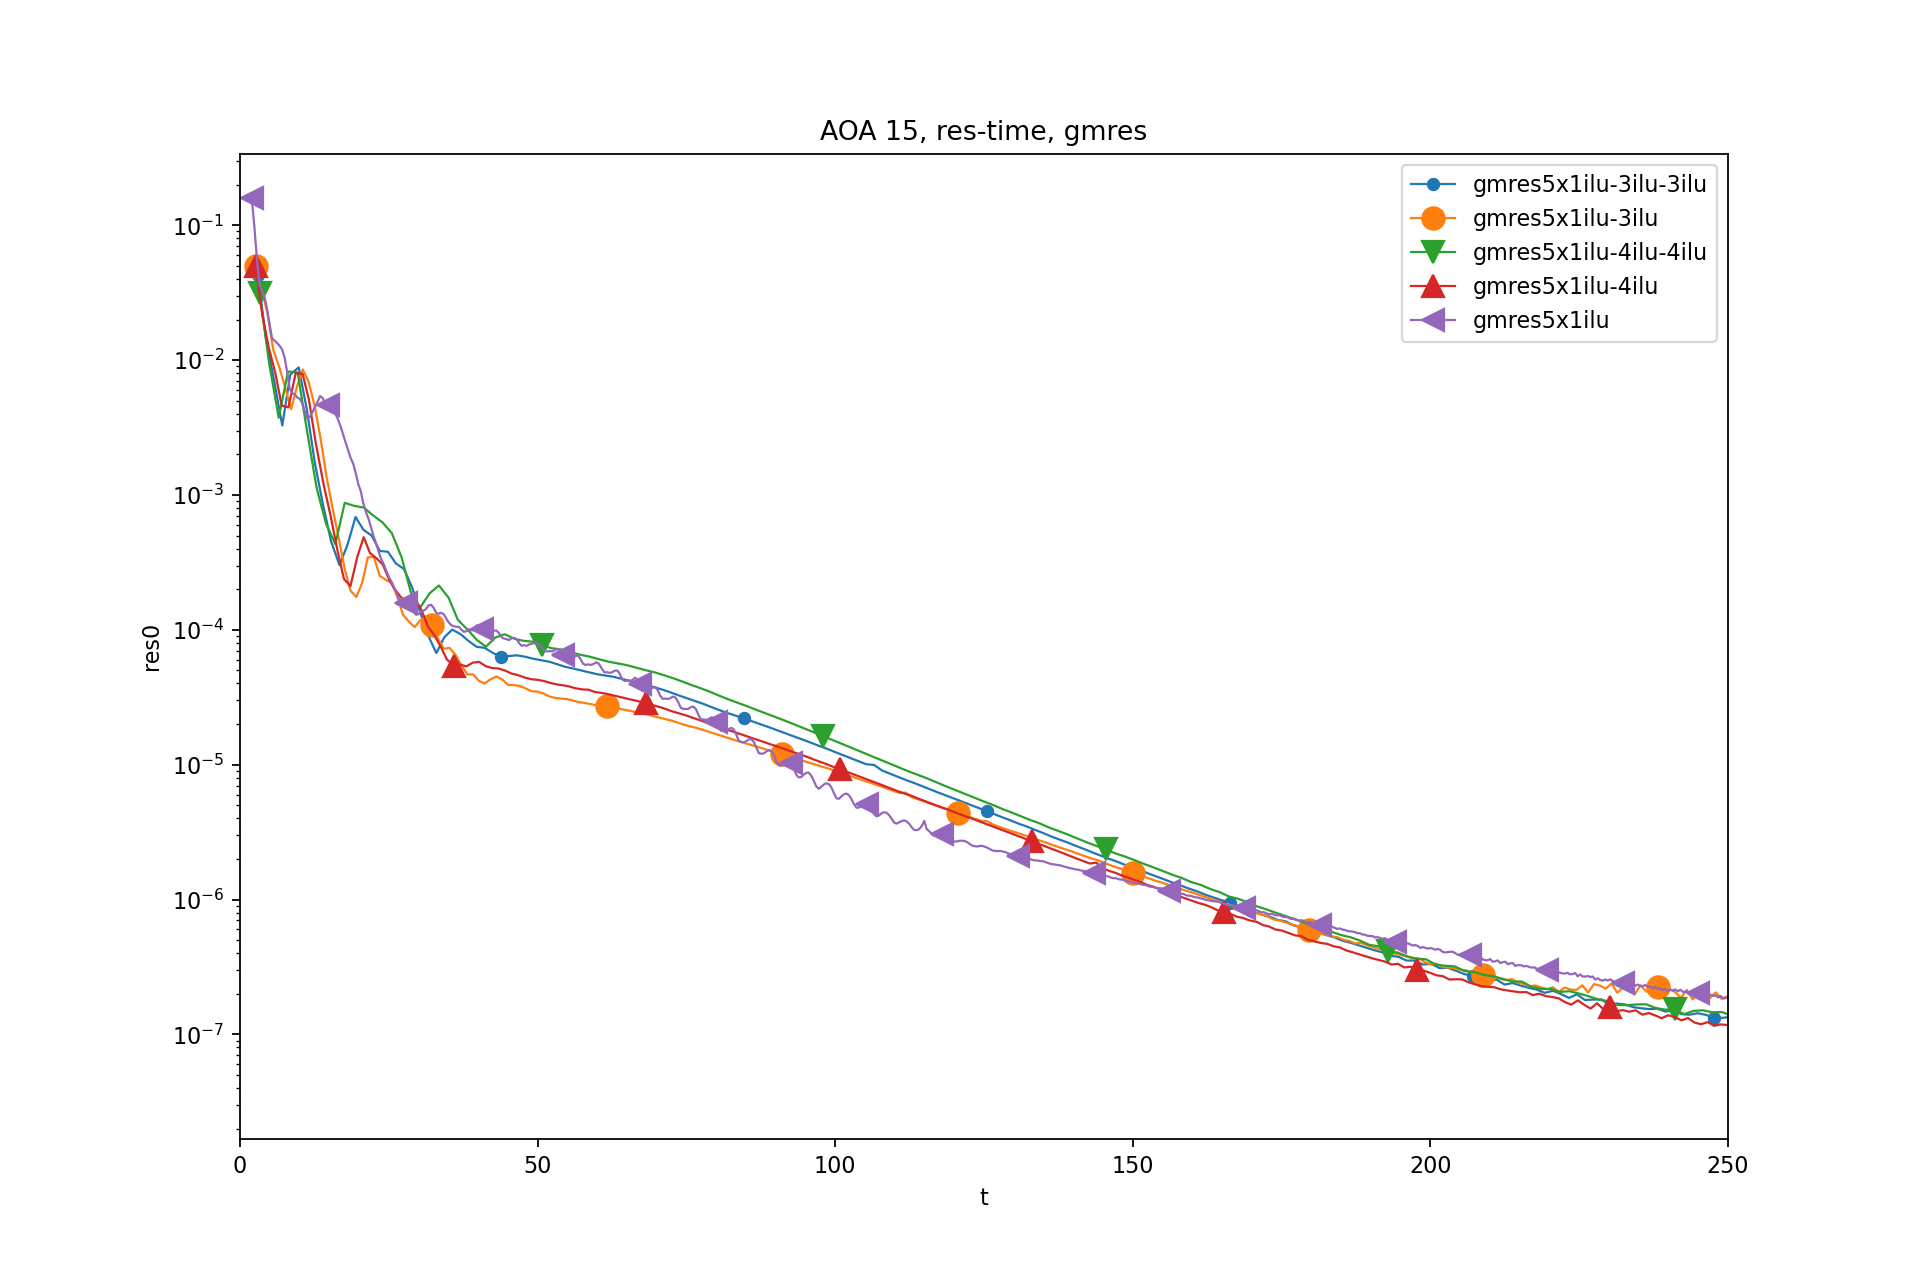 AOA 15, res-time, gmres
gmres5x1ilu-3ilu-3ilu
gmres5x1ilu-3ilu
gmres5x1ilu-4ilu-4ilu
gmres5x1ilu-4ilu
gmres5x1ilu
res0
10⁻¹
10⁻²
10⁻³
10⁻⁴
10⁻⁵
10⁻⁶
10⁻⁷
0 50 100 150 200 250
t